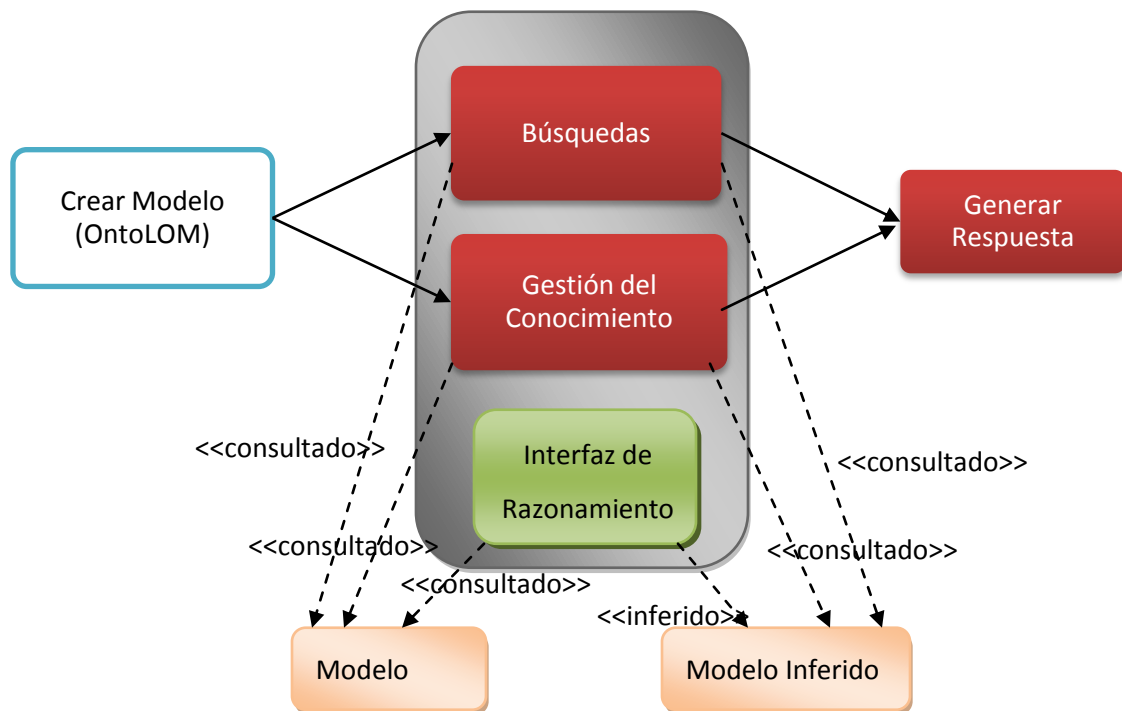 Búsquedas
Crear Modelo
(OntoLOM)
Generar
Respuesta
Gestión del
Conocimiento
<<consultado>>
Interfaz de
Razonamiento
<<consultado>>
<<consultado>>
<<consultado>>
<<consultado>>
<<inferido>>
Modelo
Modelo Inferido